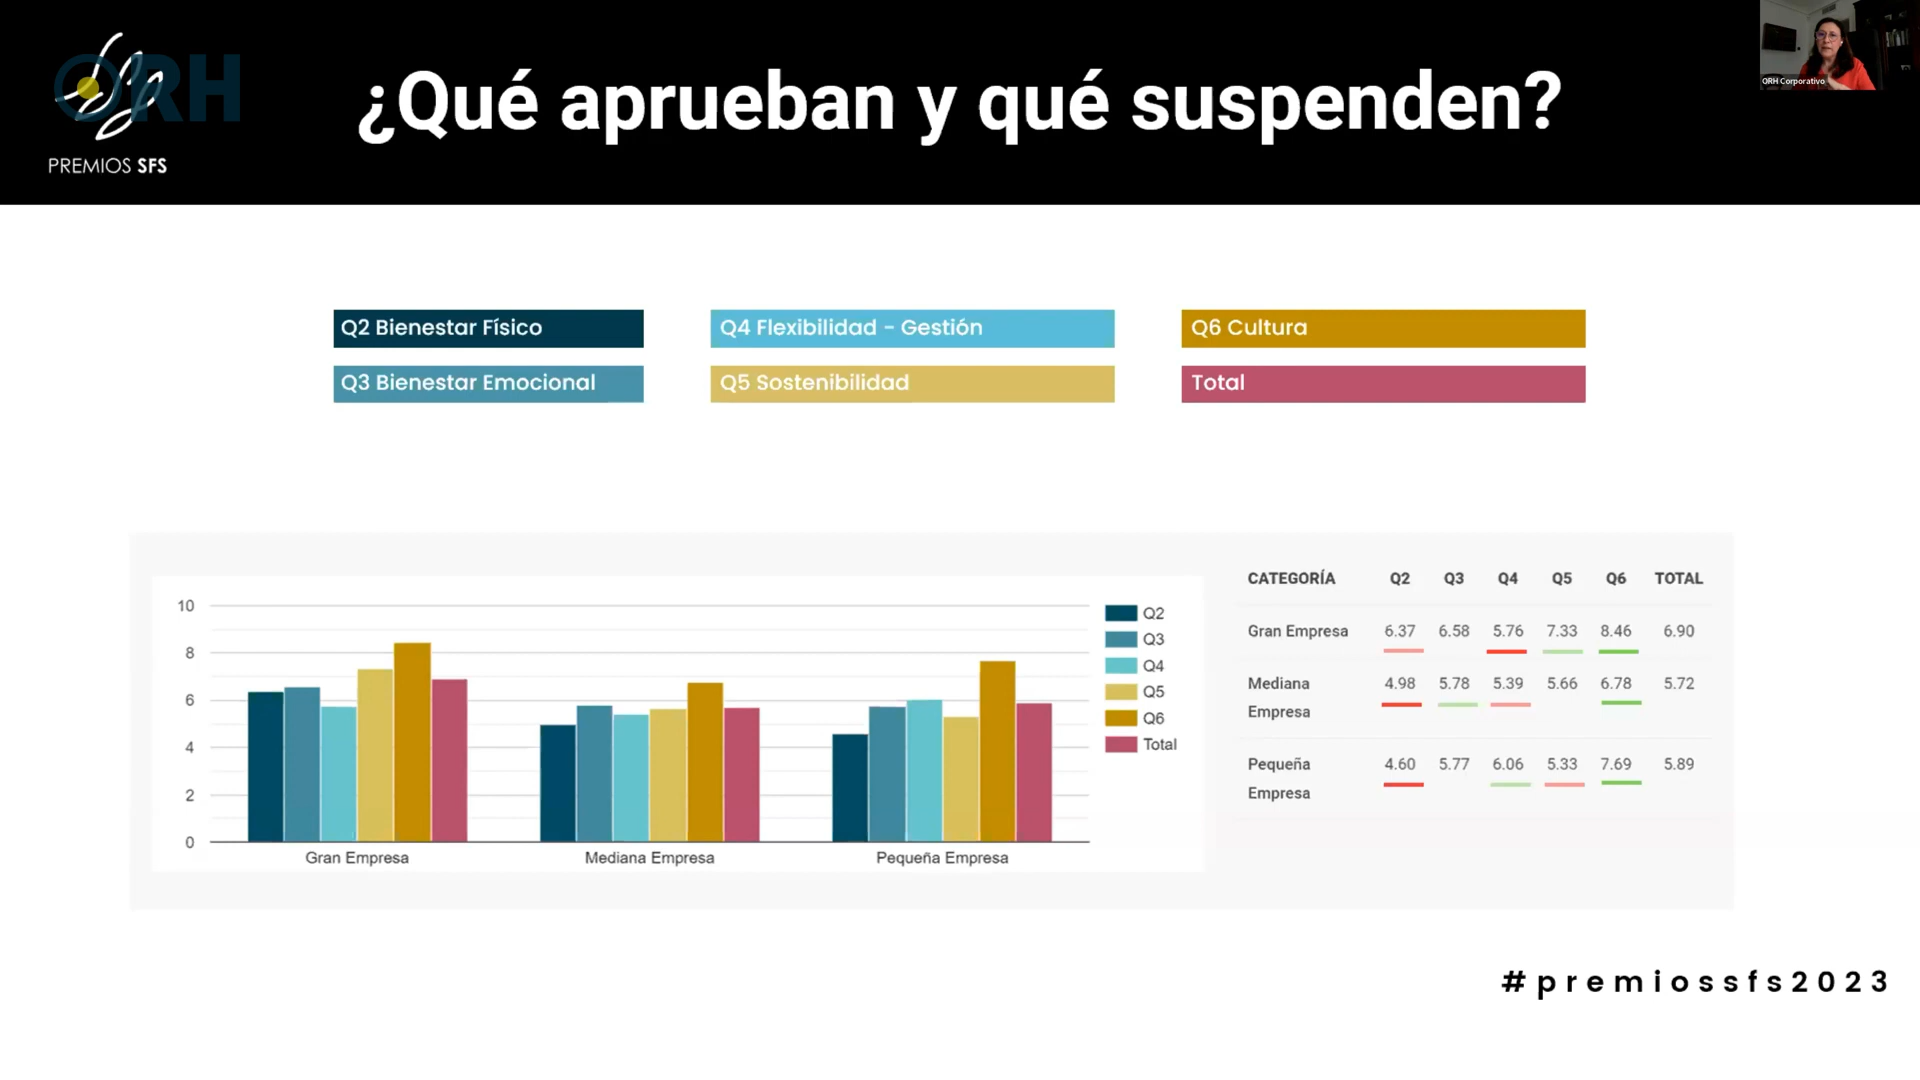 ORH
PREMIOS SFS
¿Qué aprueban y qué suspenden?
ORH Corporativo
Q2 Bienestar Físico
Q4 Flexibilidad - Gestión
Q6 Cultura
Q3 Bienestar Emocional
Q5 Sostenibilidad
Total
10
8
6
4
2
0
Gran Empresa
Mediana Empresa
Pequeña Empresa
Q2
Q3
Q4
Q5
Q6
Total
CATEGORÍA Q2 Q3 Q4 Q5 Q6 TOTAL
Gran Empresa 6.37 6.58 5.76 7.33 8.46 6.90
Mediana 4.98 5.78 5.39 5.66 6.78 5.72
Empresa
Pequeña 4.60 5.77 6.06 5.33 7.69 5.89
Empresa
#premiossfs2023